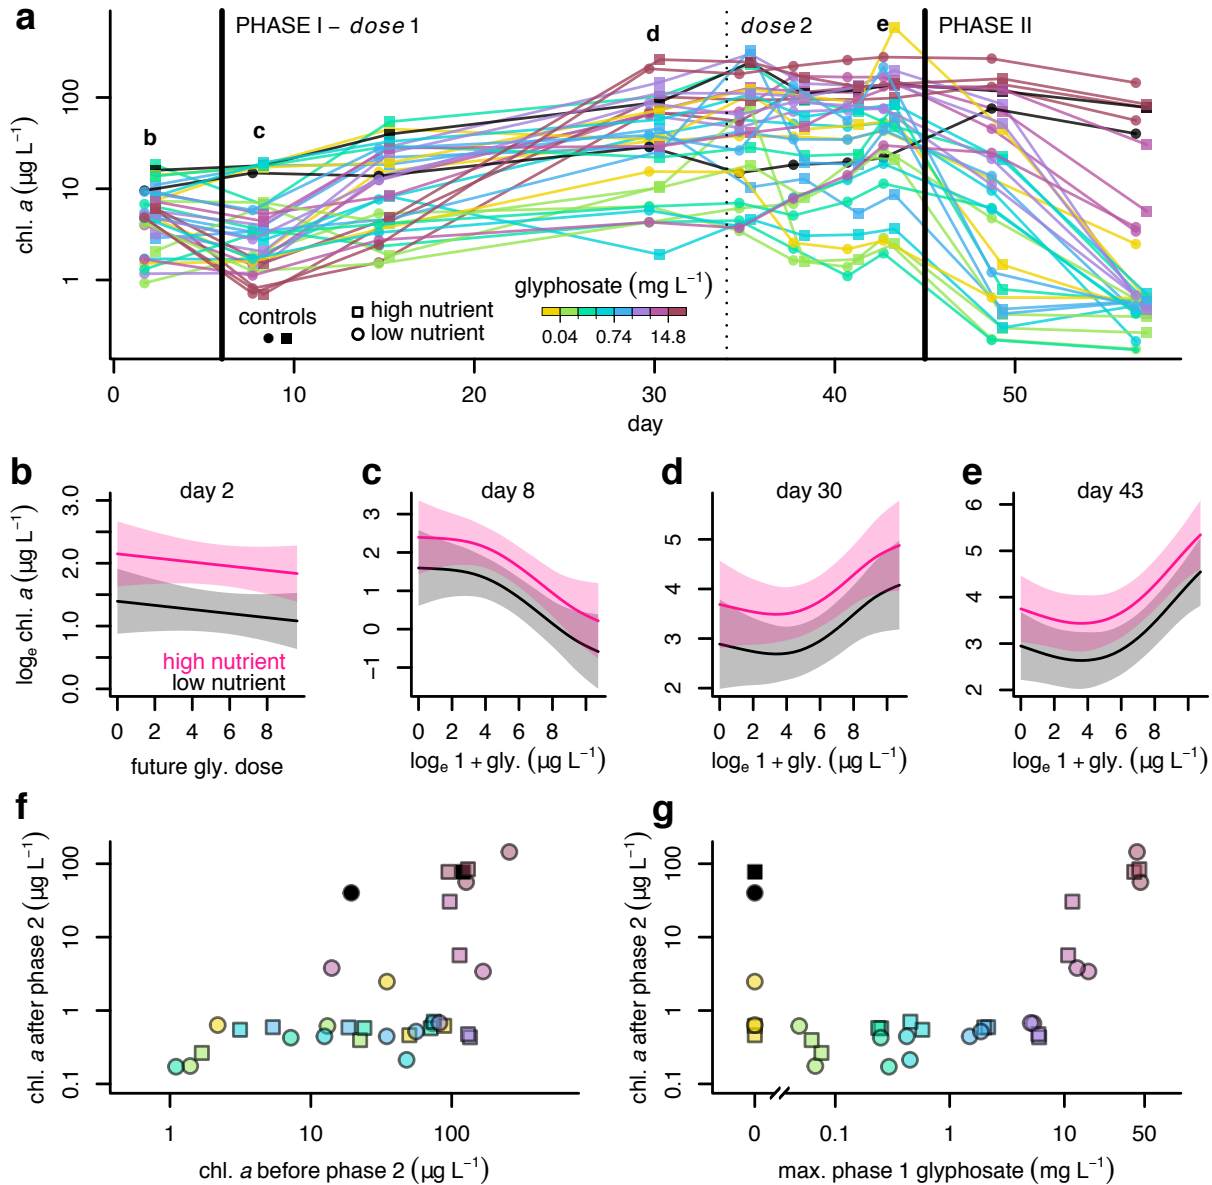 a
PHASE I – dose 1
dose 2
PHASE II
b
c
d
e
chl. a (µg L⁻¹)
100
10
1
controls
high nutrient
low nutrient
glyphosate (mg L⁻¹)
0.04 0.74 14.8
0 10 20 30 40 50
day
b
day 2
logₑ chl. a (µg L⁻¹)
3.0
2.0
1.0
0.0
high nutrient
low nutrient
0 2 4 6 8
future gly. dose
c
day 8
3
2
1
0
−1
0 2 4 6 8
logₑ 1 + gly. (µg L⁻¹)
d
day 30
5
4
3
2
0 2 4 6 8
logₑ 1 + gly. (µg L⁻¹)
e
day 43
6
5
4
3
2
0 2 4 6 8
logₑ 1 + gly. (µg L⁻¹)
f
chl. a after phase 2 (µg L⁻¹)
100
10
1
0.1
1 10 100
chl. a before phase 2 (µg L⁻¹)
g
chl. a after phase 2 (µg L⁻¹)
100
10
1
0.1
0 0.1 1 10 50
max. phase 1 glyphosate (mg L⁻¹)